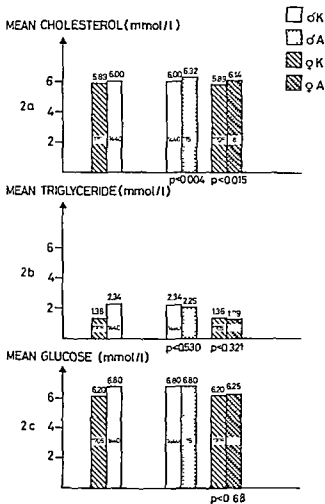 MEAN CHOLESTEROL (mmol/l)
♂K
♂A
♀K
♀A
2a
6
4
2
5.83 6.00 6.00 6.32 5.83 6.14
p<0.004 p<0.015
MEAN TRIGLYCERIDE (mmol/l)
2b
6
4
2
1.36 2.34 2.34 2.25 1.36
p<0.530 p<0.321
MEAN GLUCOSE (mmol/l)
2c
6
4
2
6.20 6.80 6.80 6.80 6.20 6.25
p<0.68